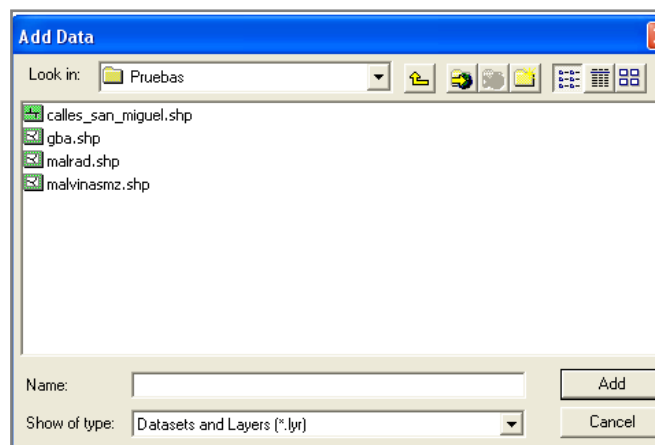 Add Data
Look in: Pruebas
calles_san_miguel.shp
gba.shp
malrad.shp
malvinasmz.shp
Name:
Add
Show of type: Datasets and Layers (*.lyr)
Cancel